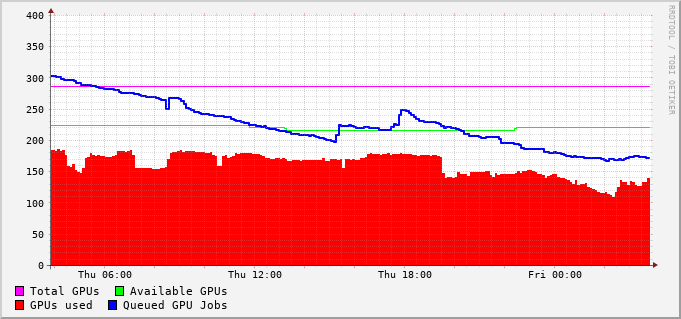 400
350
300
250
200
150
100
50
0
Thu 06:00 Thu 12:00 Thu 18:00 Fri 00:00
Total GPUs Available GPUs
GPUs used Queued GPU Jobs
RRDTOOL / TOBI OETIKER